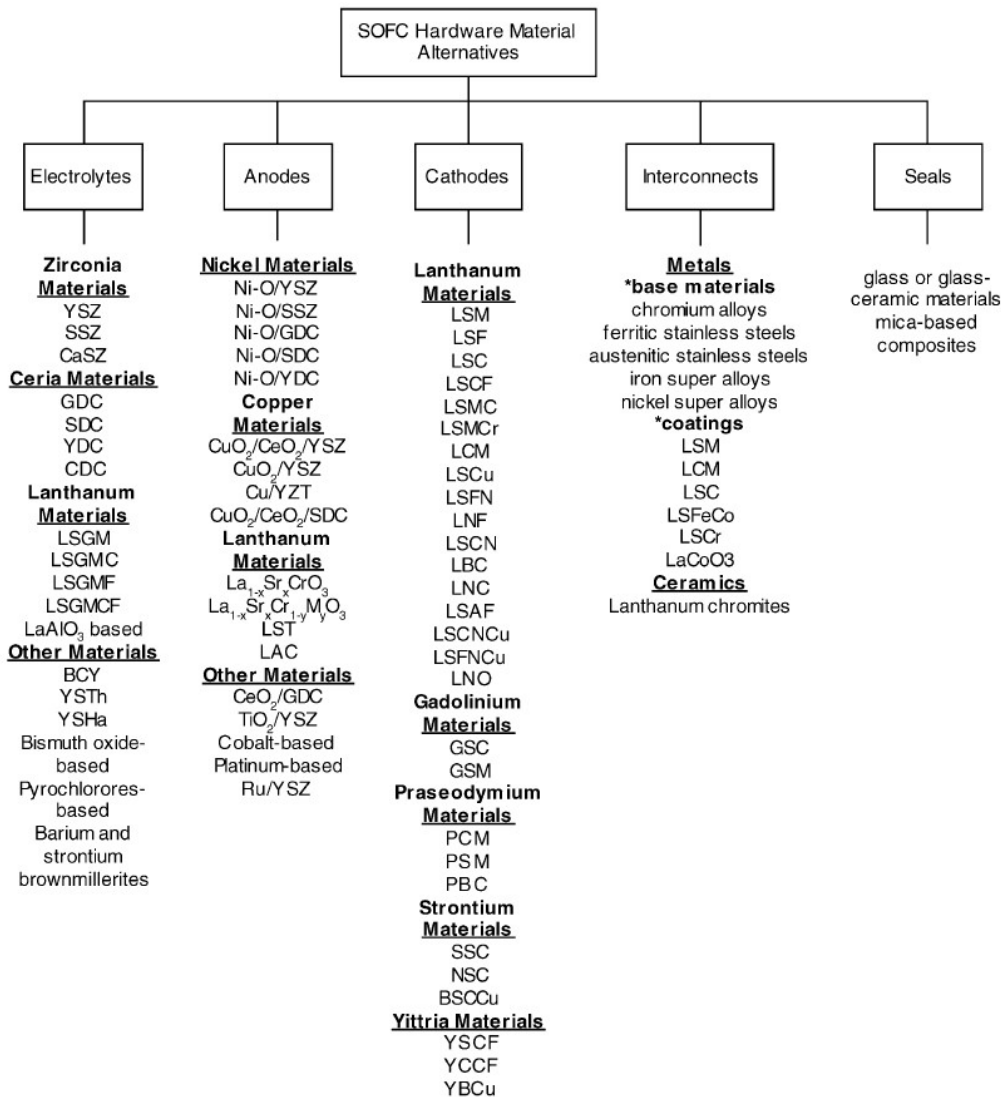 SOFC Hardware Material
Alternatives
Electrolytes
Anodes
Cathodes
Interconnects
Seals
Zirconia
Materials
YSZ
SSZ
CaSZ
Ceria Materials
GDC
SDC
YDC
CDC
Lanthanum
Materials
LSGM
LSGMC
LSGMF
LSGMCF
LaAlO₃ based
Other Materials
BCY
YSTh
YSHa
Bismuth oxide-
based
Pyrochlorores-
based
Barium and
strontium
brownmillerites
Nickel Materials
Ni-O/YSZ
Ni-O/SSZ
Ni-O/GDC
Ni-O/SDC
Ni-O/YDC
Copper
Materials
CuO₂/CeO₂/YSZ
CuO₂/YSZ
Cu/YZT
CuO₂/CeO₂/SDC
Lanthanum
Materials
La₁₋ₓSrₓCrO₃
La₁₋ₓSrₓCr₁₋yMyO₃
LST
LAC
Other Materials
CeO₂/GDC
TiO₂/YSZ
Cobalt-based
Platinum-based
Ru/YSZ
Lanthanum
Materials
LSM
LSF
LSC
LSCF
LSMC
LSMCr
LCM
LSCu
LSFN
LNF
LSCN
LBC
LNC
LSAF
LSCNCu
LSFNCu
LNO
Gadolinium
Materials
GSC
GSM
Praseodymium
Materials
PCM
PSM
PBC
Strontium
Materials
SSC
NSC
BSCCu
Yittria Materials
YSCF
YCCF
YBCu
Metals
*base materials
chromium alloys
ferritic stainless steels
austenitic stainless steels
iron super alloys
nickel super alloys
*coatings
LSM
LCM
LSC
LSFeCo
LSCr
LaCoO3
Ceramics
Lanthanum chromites
glass or glass-
ceramic materials
mica-based
composites